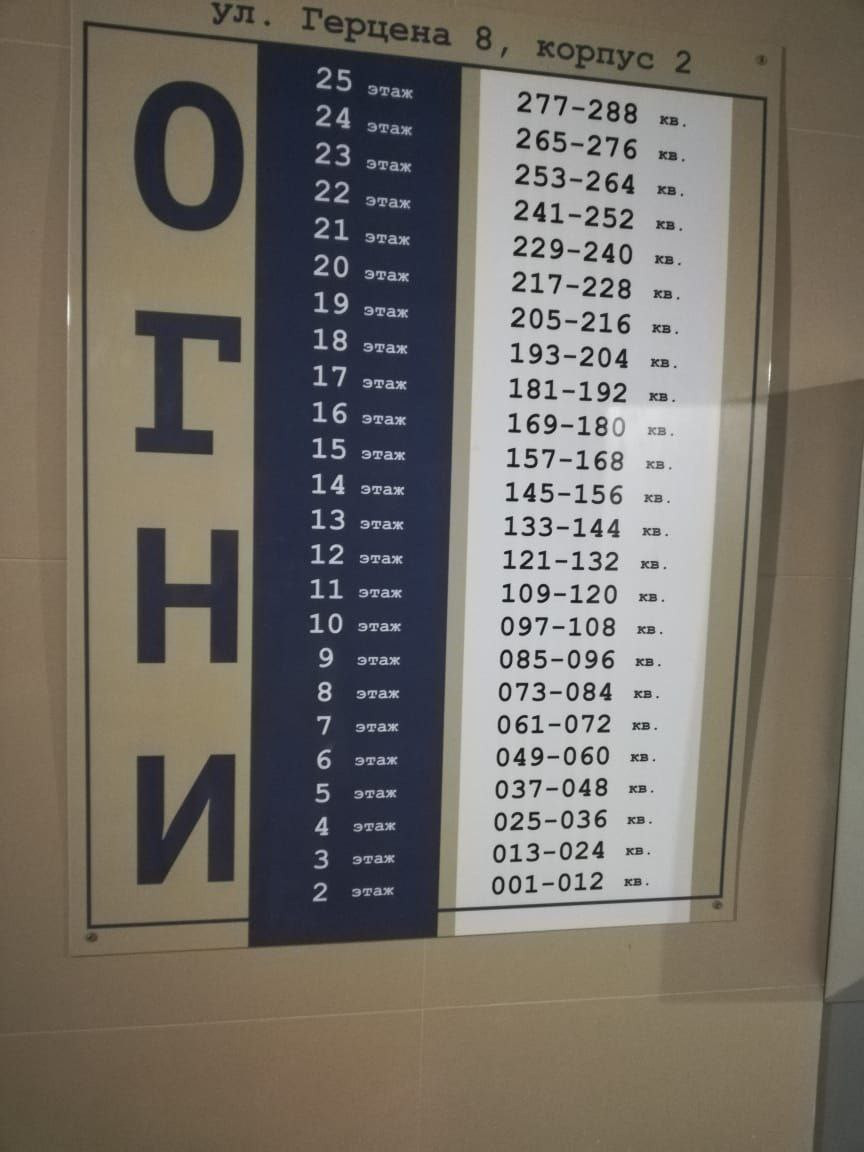 ул. Герцена 8, корпус 2
ОГНИ
25 этаж 277-288 кв.
24 этаж 265-276 кв.
23 этаж 253-264 кв.
22 этаж 241-252 кв.
21 этаж 229-240 кв.
20 этаж 217-228 кв.
19 этаж 205-216 кв.
18 этаж 193-204 кв.
17 этаж 181-192 кв.
16 этаж 169-180 кв.
15 этаж 157-168 кв.
14 этаж 145-156 кв.
13 этаж 133-144 кв.
12 этаж 121-132 кв.
11 этаж 109-120 кв.
10 этаж 097-108 кв.
9 этаж 085-096 кв.
8 этаж 073-084 кв.
7 этаж 061-072 кв.
6 этаж 049-060 кв.
5 этаж 037-048 кв.
4 этаж 025-036 кв.
3 этаж 013-024 кв.
2 этаж 001-012 кв.